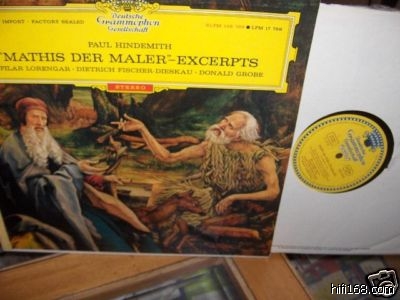 IMPORT · FACTORY SEALED
Deutsche
Grammophon
Gesellschaft
PAUL HINDEMITH
"MATHIS DER MALER"-EXCERPTS
PILAR LORENGAR · DIETRICH FISCHER-DIESKAU · DONALD GROBE
STEREO
hifi168.com